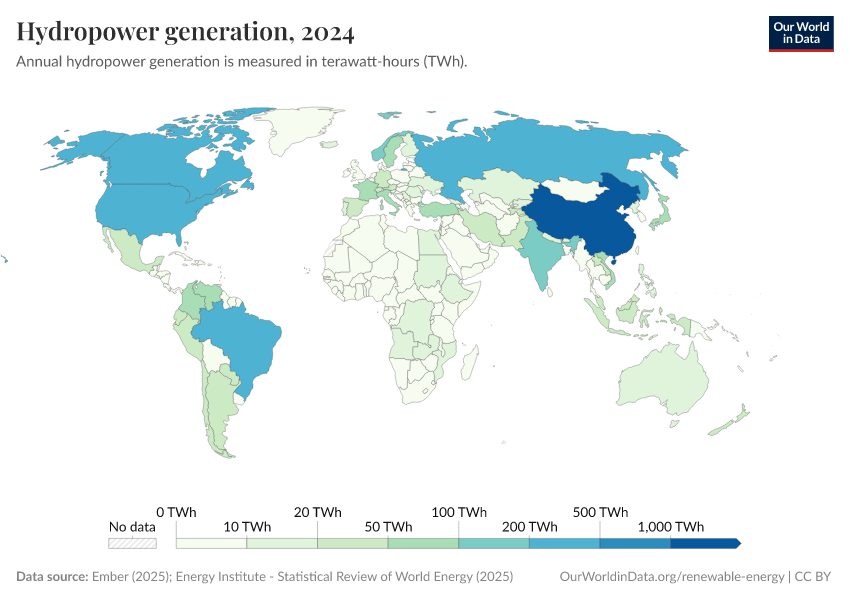 Hydropower generation, 2024
Our World
in Data
Annual hydropower generation is measured in terawatt-hours (TWh).
No data
0 TWh
10 TWh
20 TWh
50 TWh
100 TWh
200 TWh
500 TWh
1,000 TWh
Data source: Ember (2025); Energy Institute - Statistical Review of World Energy (2025)
OurWorldinData.org/renewable-energy | CC BY